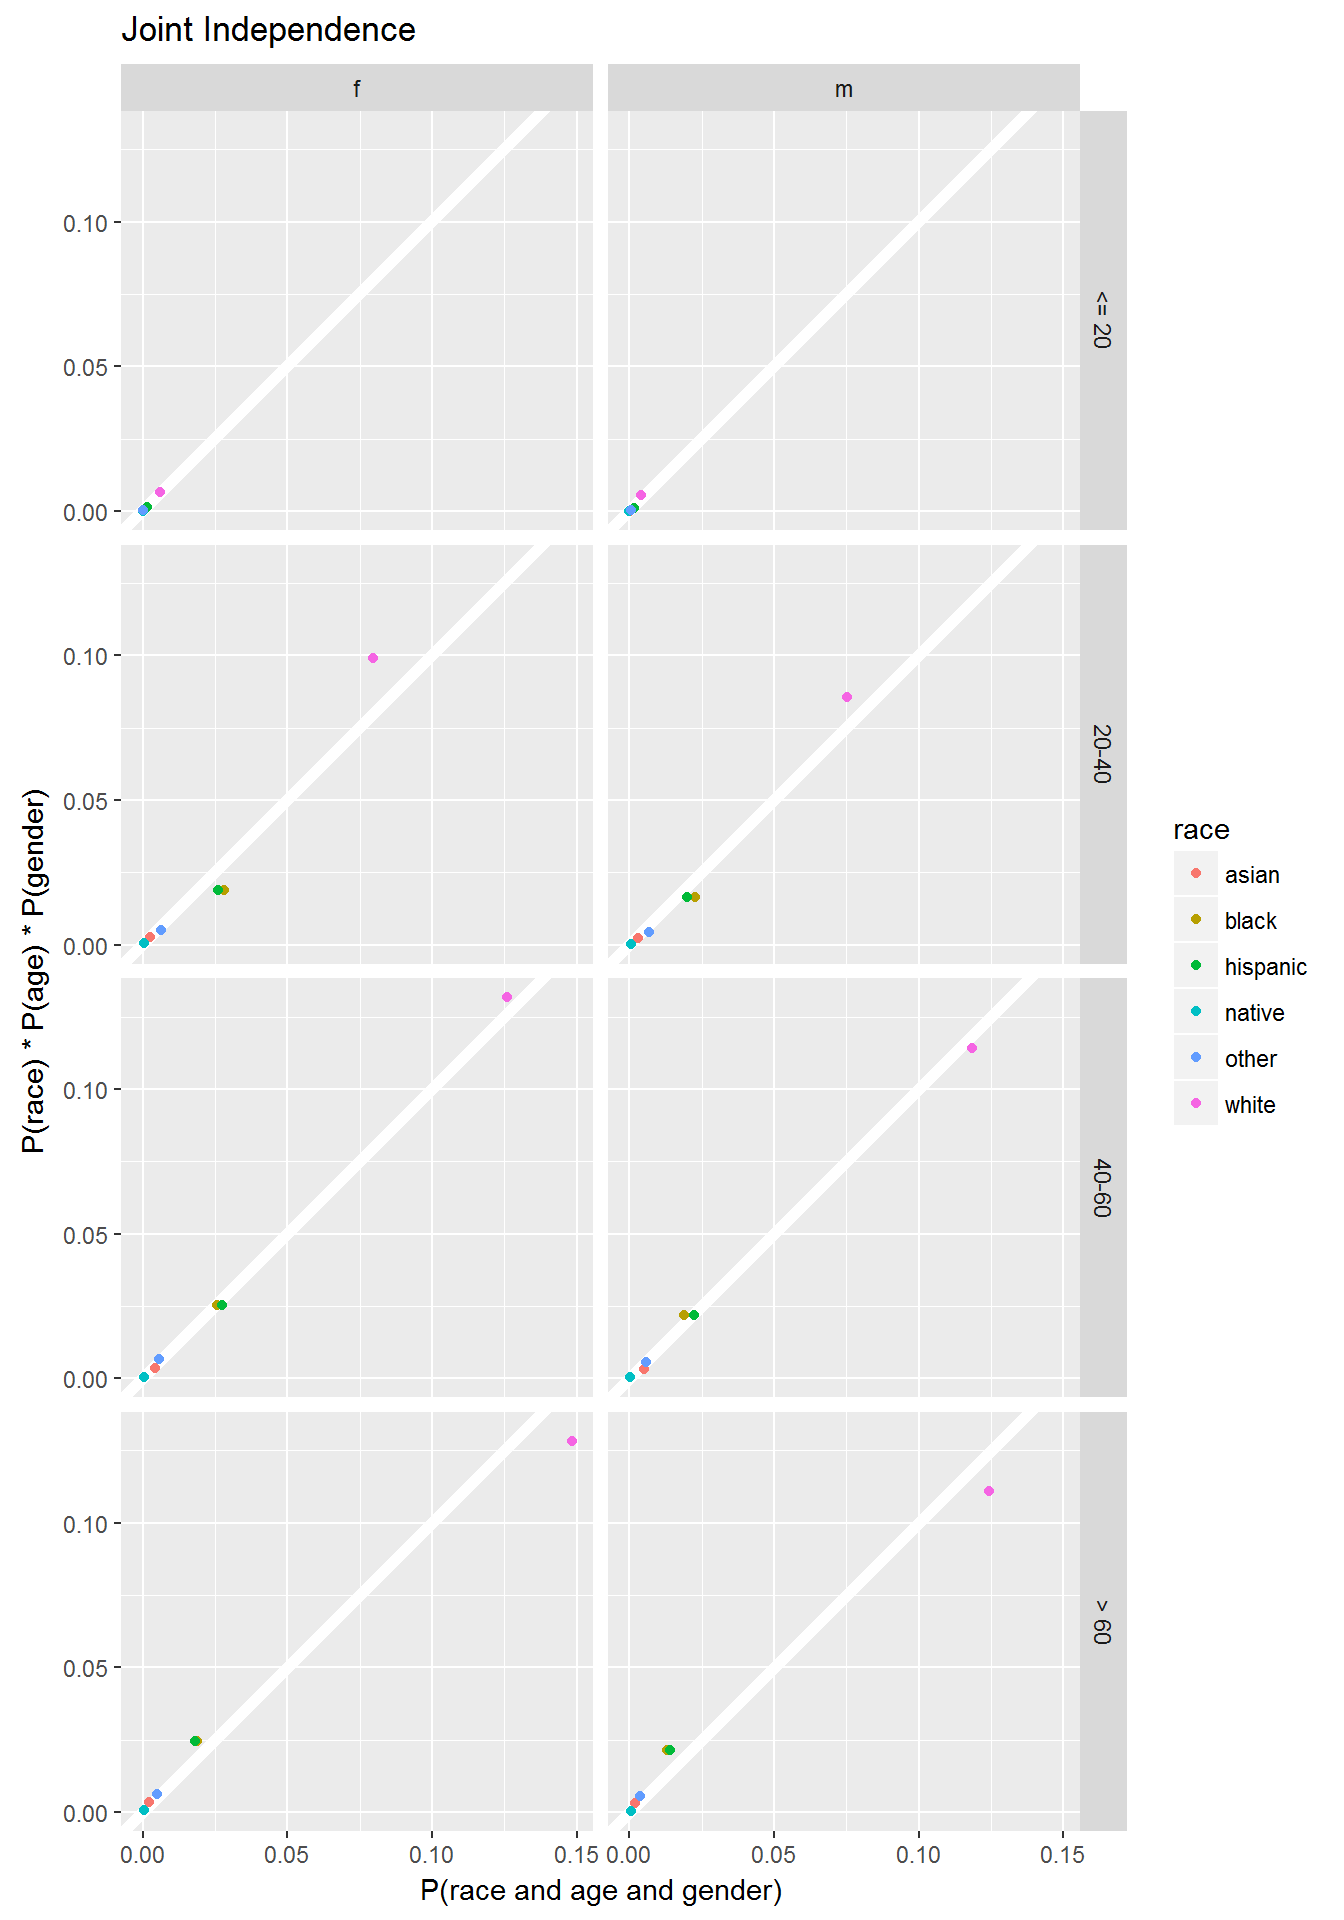 Joint Independence
f
m
0.10
0.05
0.00
<= 20
0.10
0.05
0.00
20-40
0.10
0.05
0.00
40-60
0.10
0.05
0.00
> 60
0.00 0.05 0.10 0.15 0.00 0.05 0.10 0.15
P(race and age and gender)
P(race) * P(age) * P(gender)
race
asian
black
hispanic
native
other
white